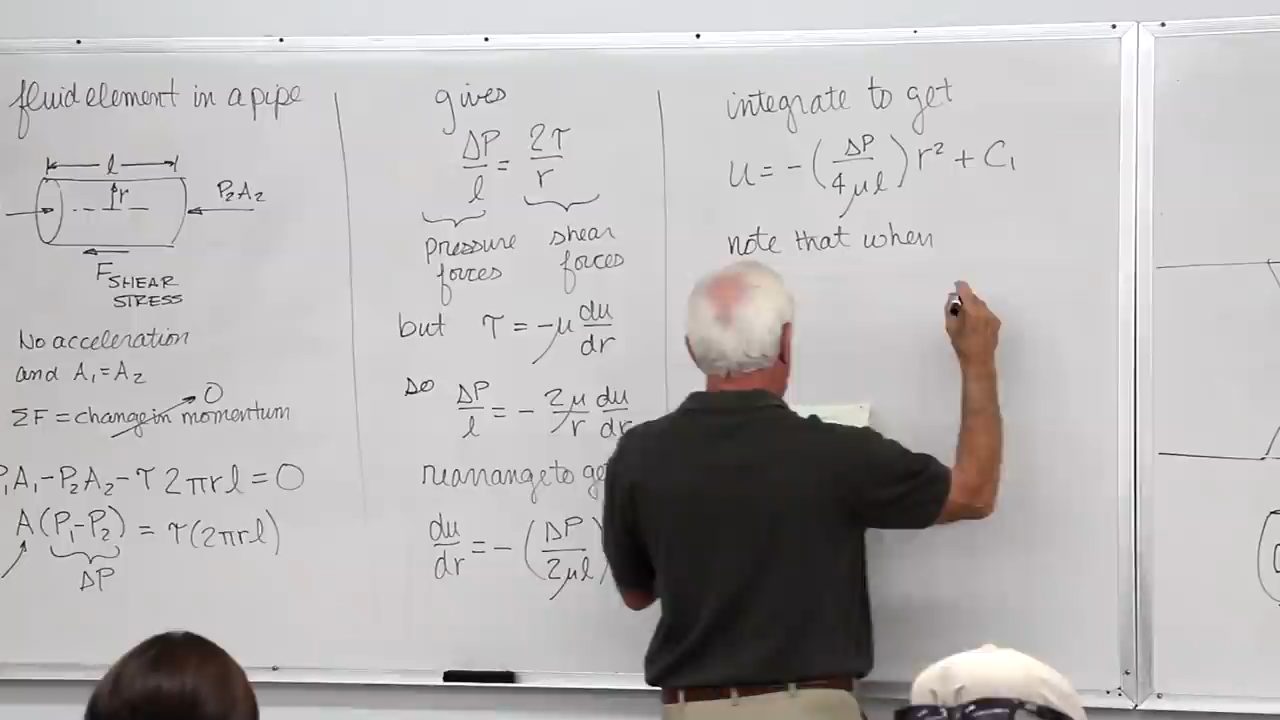 fluid element in a pipe
l
r
P₂A₂
F SHEAR STRESS
No acceleration
and A₁ = A₂
ΣF = change in momentum 0
P₁A₁ - P₂A₂ - τ 2πrl = 0
A(P₁-P₂) = τ(2πrl)
ΔP
gives
ΔP/l = 2τ/r
pressure forces
shear forces
but τ = -μ du/dr
so ΔP/l = - 2μ/r du/dr
rearrange to ge
du/dr = -(ΔP/2μl)
integrate to get
u = -(ΔP/4μl)r² + C₁
note that when